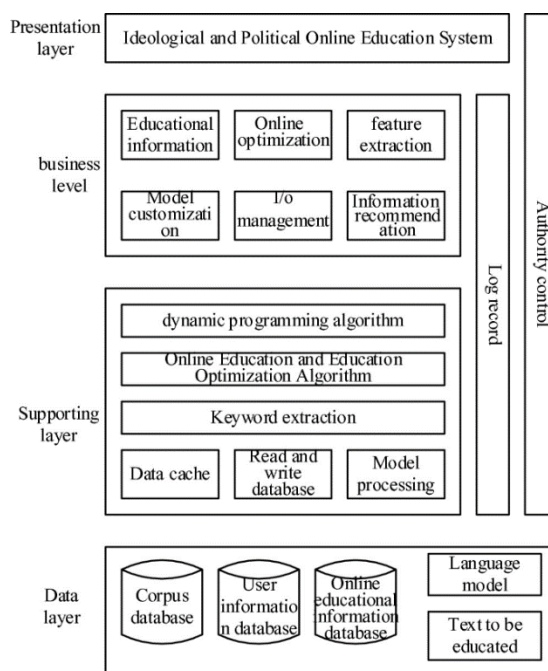 Presentation
layer
Ideological and Political Online Education System
business
level
Educational
information
Online
optimization
feature
extraction
Model
customizati
on
I/o
management
Information
recommend
ation
Log record
Authority control
Supporting
layer
dynamic programming algorithm
Online Education and Education
Optimization Algorithm
Keyword extraction
Data cache
Read and
write
database
Model
processing
Data
layer
Corpus
database
User
informatio
n database
Online
educational
information
database
Language
model
Text to be
educated